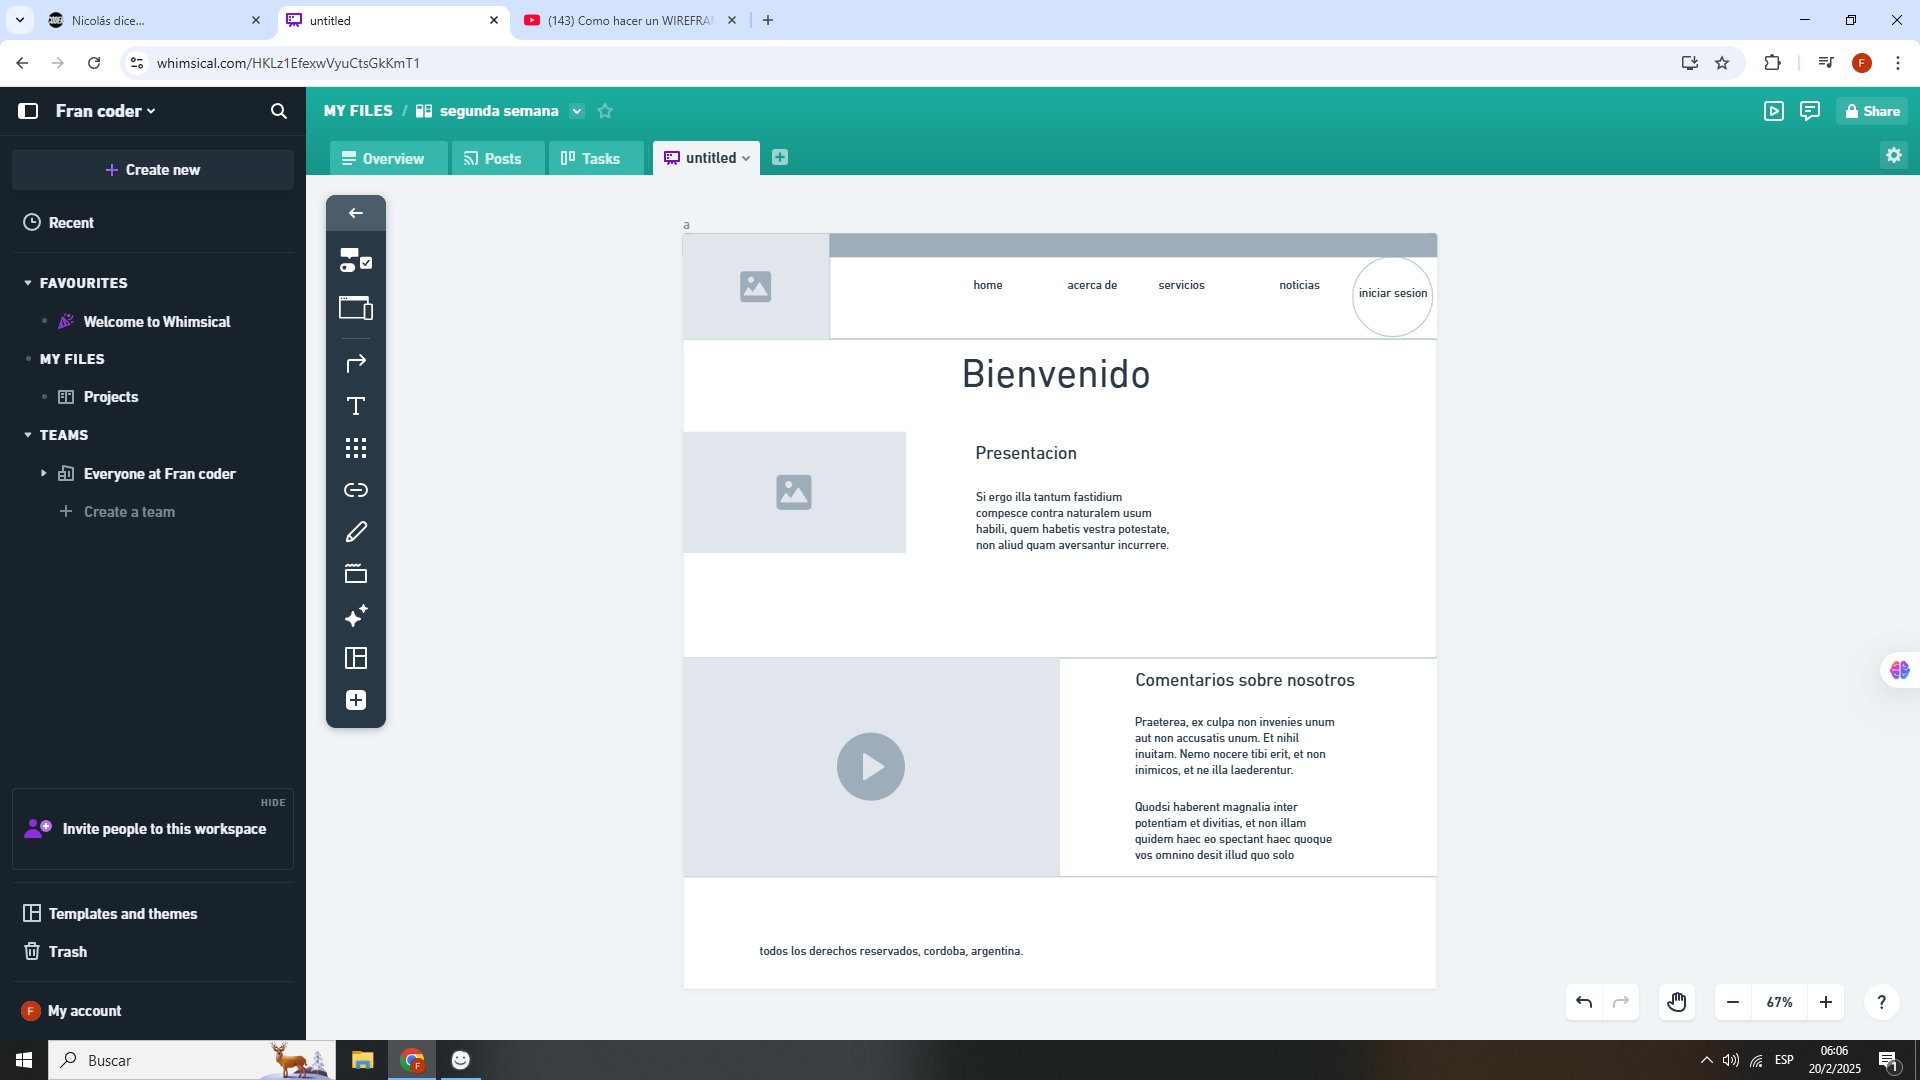 Nicolás dice...
untitled
(143) Como hacer un WIREFRA
whimsical.com/HKLz1EfexwVyuCtsGkKmT1
F
Fran coder
MY FILES / segunda semana
Share
Create new
Overview
Posts
Tasks
untitled
Recent
FAVOURITES
Welcome to Whimsical
MY FILES
Projects
TEAMS
Everyone at Fran coder
Create a team
HIDE
Invite people to this workspace
Templates and themes
Trash
F My account
a
home
acerca de
servicios
noticias
iniciar sesion
Bienvenido
Presentacion
Si ergo illa tantum fastidium
compesce contra naturalem usum
habili, quem habetis vestra potestate,
non aliud quam aversantur incurrere.
Comentarios sobre nosotros
Praeterea, ex culpa non invenies unum
aut non accusatis unum. Et nihil
inuitam. Nemo nocere tibi erit, et non
inimicos, et ne illa laederentur.
Quodsi haberent magnalia inter
potentiam et divitias, et non illam
quidem haec eo spectant haec quoque
vos omnino desit illud quo solo
todos los derechos reservados, cordoba, argentina.
67%
?
Buscar
F
ESP
06:06
20/2/2025
1